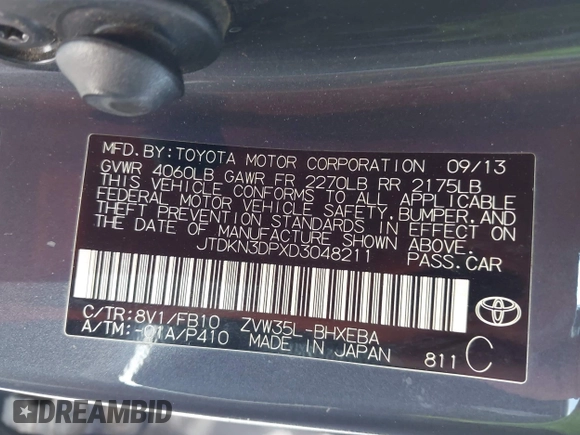 MFD.BY:TOYOTA MOTOR CORPORATION 09/13
GVWR 4060LB GAWR FR 2270LB RR 2175LB
THIS VEHICLE CONFORMS TO ALL APPLICABLE
FEDERAL MOTOR VEHICLE SAFETY,BUMPER,AND
THEFT PREVENTION STANDARDS IN EFFECT ON
THE DATE OF MANUFACTURE SHOWN ABOVE.
JTDKN3DPXD3048211 PASS.CAR
C/TR:8V1/FB10 ZVW35L-BHXEBA
A/TM:-01A/P410 MADE IN JAPAN
811 C
DREAMBID